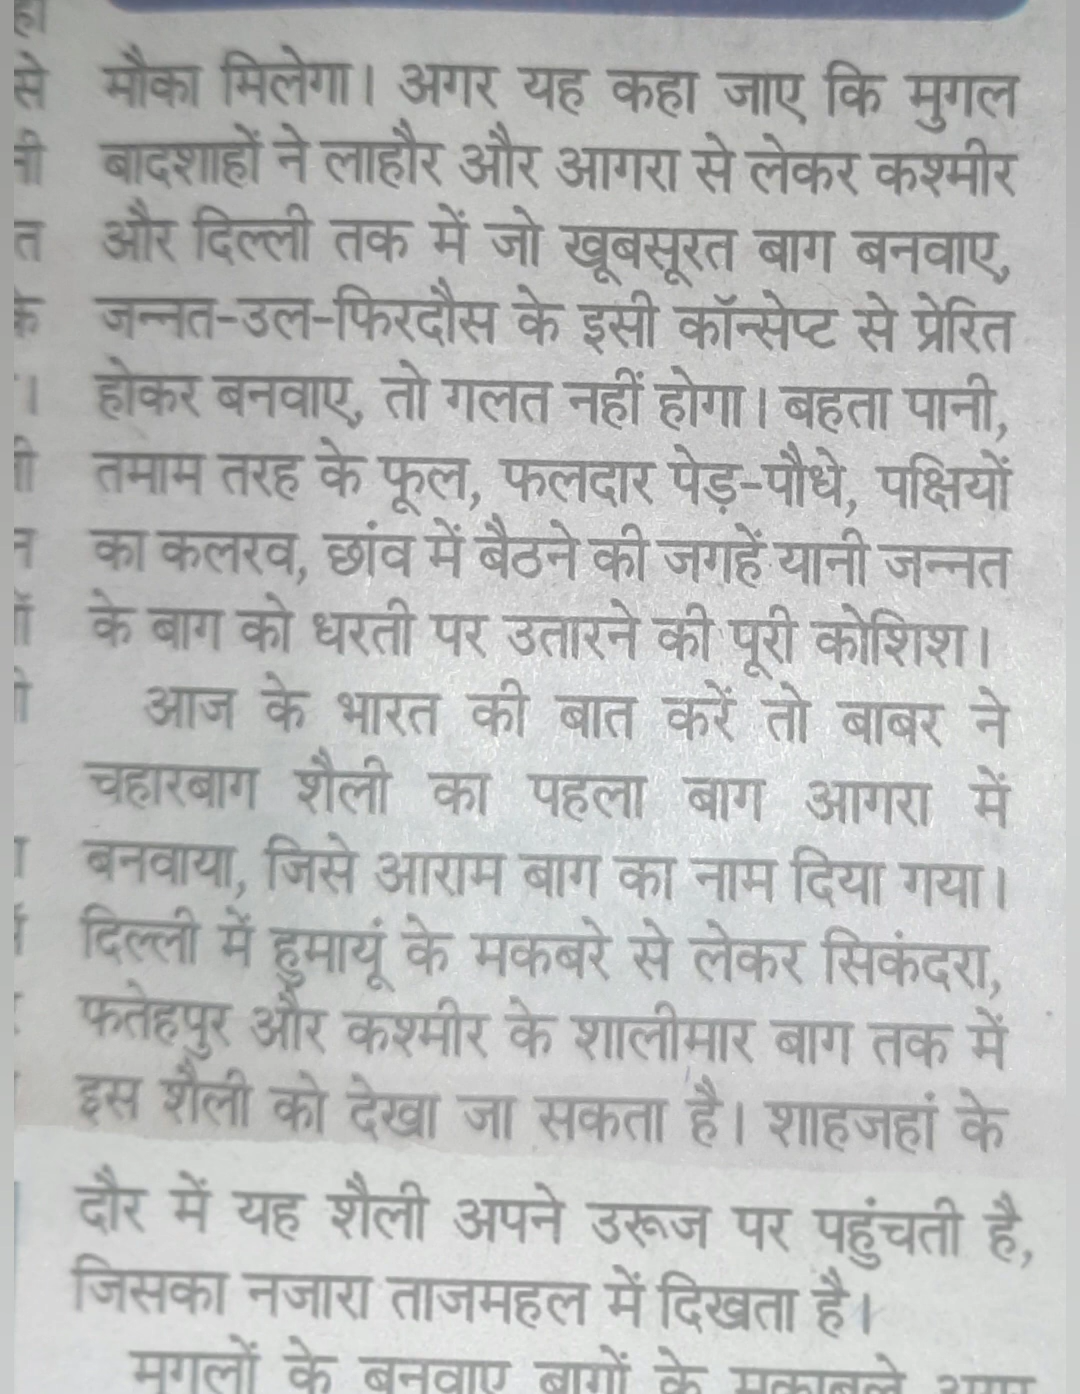 मौका मिलेगा। अगर यह कहा जाए कि मुगल
बादशाहों ने लाहौर और आगरा से लेकर कश्मीर
और दिल्ली तक में जो खूबसूरत बाग बनवाए,
जन्नत-उल-फिरदौस के इसी कॉन्सेप्ट से प्रेरित
होकर बनवाए, तो गलत नहीं होगा। बहता पानी,
तमाम तरह के फूल, फलदार पेड़-पौधे, पक्षियों
का कलरव, छांव में बैठने की जगहें यानी जन्नत
के बाग को धरती पर उतारने की पूरी कोशिश।
आज के भारत की बात करें तो बाबर ने
चहारबाग शैली का पहला बाग आगरा में
बनवाया, जिसे आराम बाग का नाम दिया गया।
दिल्ली में हुमायूं के मकबरे से लेकर सिकंदरा,
फतेहपुर और कश्मीर के शालीमार बाग तक में
इस शैली को देखा जा सकता है। शाहजहां के
दौर में यह शैली अपने उरूज पर पहुंचती है,
जिसका नजारा ताजमहल में दिखता है।
मुगलों के बनवाए बागों के मुकाबले